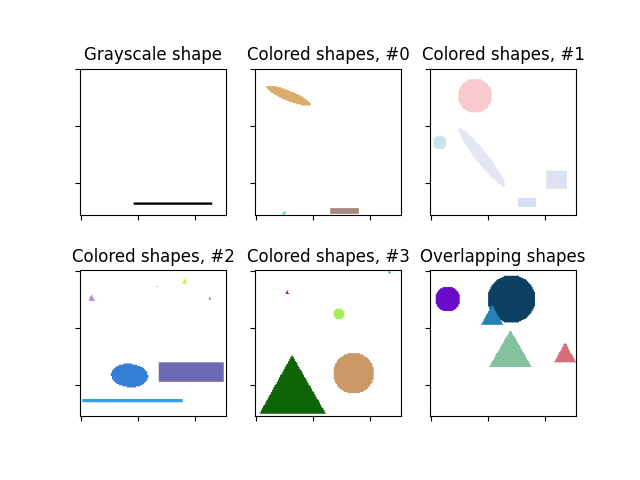 Grayscale shape
Colored shapes, #0
Colored shapes, #1
Colored shapes, #2
Colored shapes, #3
Overlapping shapes